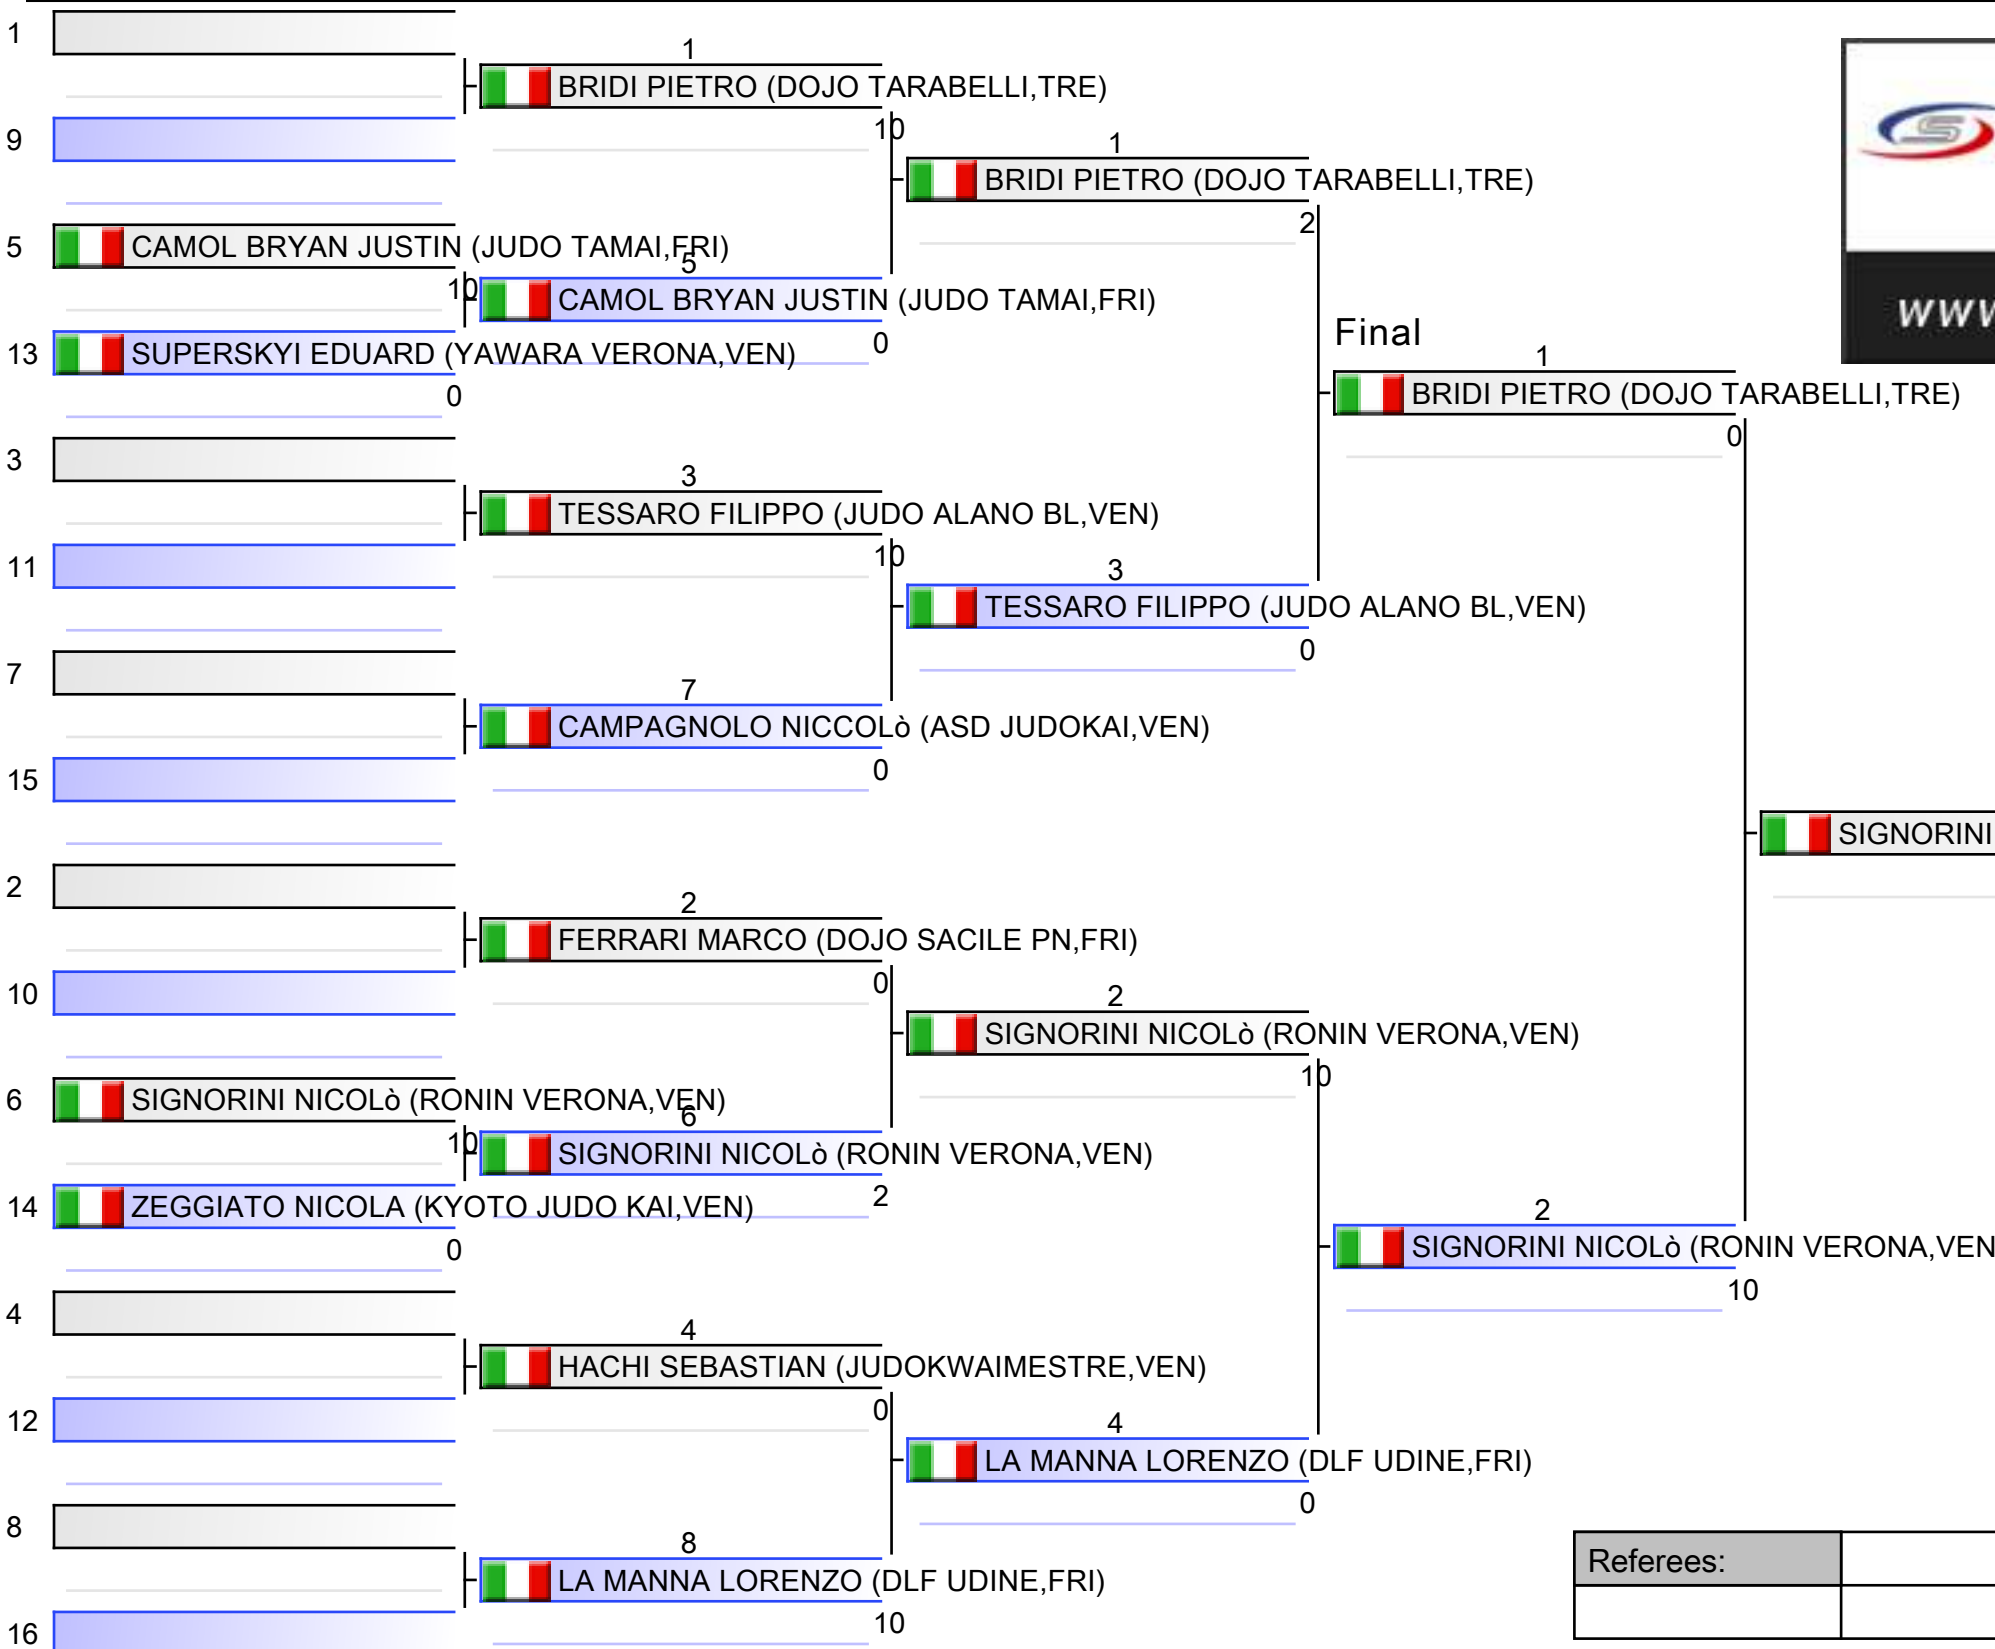 1
1
BRIDI PIETRO (DOJO TARABELLI,TRE)
10
9
1
BRIDI PIETRO (DOJO TARABELLI,TRE)
2
5
CAMOL BRYAN JUSTIN (JUDO TAMAI,FRI)
10
5
CAMOL BRYAN JUSTIN (JUDO TAMAI,FRI)
0
13
SUPERSKYI EDUARD (YAWARA VERONA,VEN)
0
WWW
Final
1
BRIDI PIETRO (DOJO TARABELLI,TRE)
0
3
3
TESSARO FILIPPO (JUDO ALANO BL,VEN)
10
11
3
TESSARO FILIPPO (JUDO ALANO BL,VEN)
0
7
7
CAMPAGNOLO NICCOLò (ASD JUDOKAI,VEN)
0
15
SIGNORINI
2
2
FERRARI MARCO (DOJO SACILE PN,FRI)
0
10
2
SIGNORINI NICOLò (RONIN VERONA,VEN)
10
6
SIGNORINI NICOLò (RONIN VERONA,VEN)
10
6
SIGNORINI NICOLò (RONIN VERONA,VEN)
2
14
ZEGGIATO NICOLA (KYOTO JUDO KAI,VEN)
0
2
SIGNORINI NICOLò (RONIN VERONA,VEN
10
4
4
HACHI SEBASTIAN (JUDOKWAIMESTRE,VEN)
0
12
4
LA MANNA LORENZO (DLF UDINE,FRI)
0
8
8
LA MANNA LORENZO (DLF UDINE,FRI)
10
16
Referees: